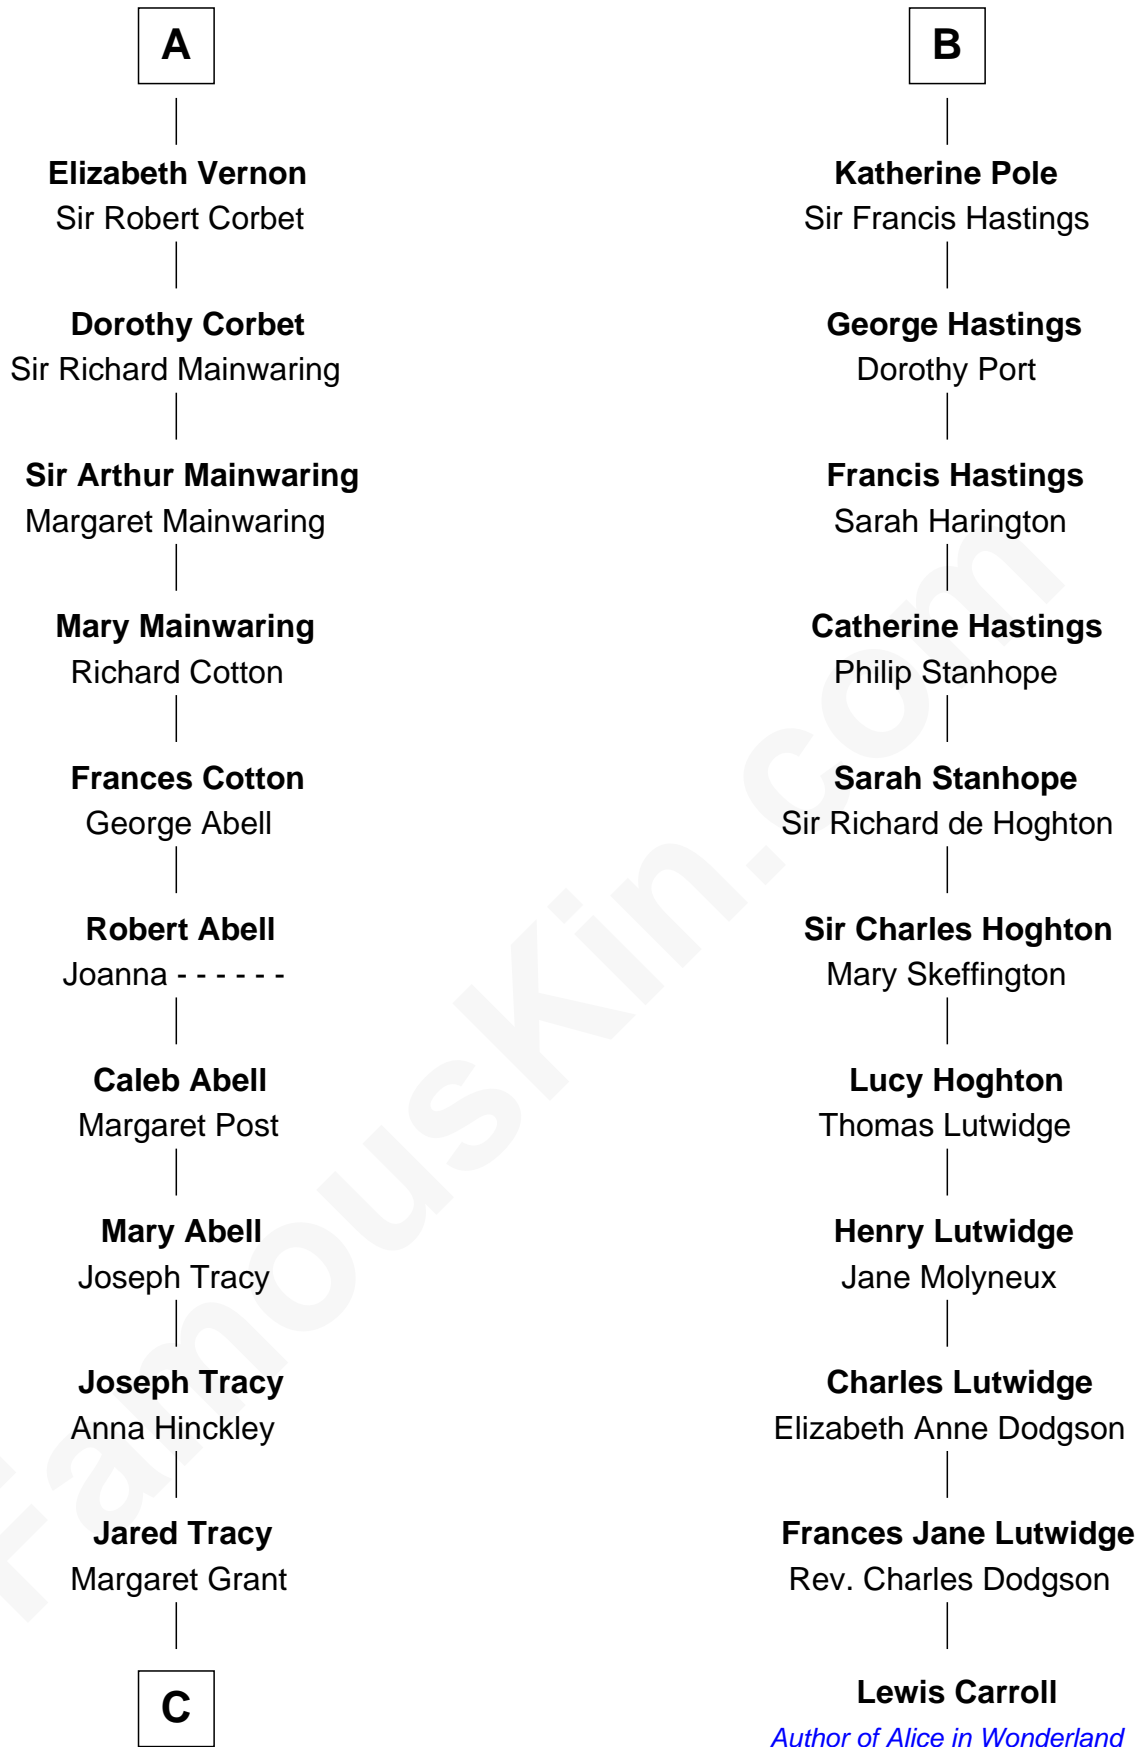 A
Elizabeth Vernon
Sir Robert Corbet
Dorothy Corbet
Sir Richard Mainwaring
Sir Arthur Mainwaring
Margaret Mainwaring
Mary Mainwaring
Richard Cotton
Frances Cotton
George Abell
Robert Abell
Joanna - - - - - -
Caleb Abell
Margaret Post
Mary Abell
Joseph Tracy
Joseph Tracy
Anna Hinckley
Jared Tracy
Margaret Grant
C
B
Katherine Pole
Sir Francis Hastings
George Hastings
Dorothy Port
Francis Hastings
Sarah Harington
Catherine Hastings
Philip Stanhope
Sarah Stanhope
Sir Richard de Hoghton
Sir Charles Hoghton
Mary Skeffington
Lucy Hoghton
Thomas Lutwidge
Henry Lutwidge
Jane Molyneux
Charles Lutwidge
Elizabeth Anne Dodgson
Frances Jane Lutwidge
Rev. Charles Dodgson
Lewis Carroll
Author of Alice in Wonderland
FamousKin.com